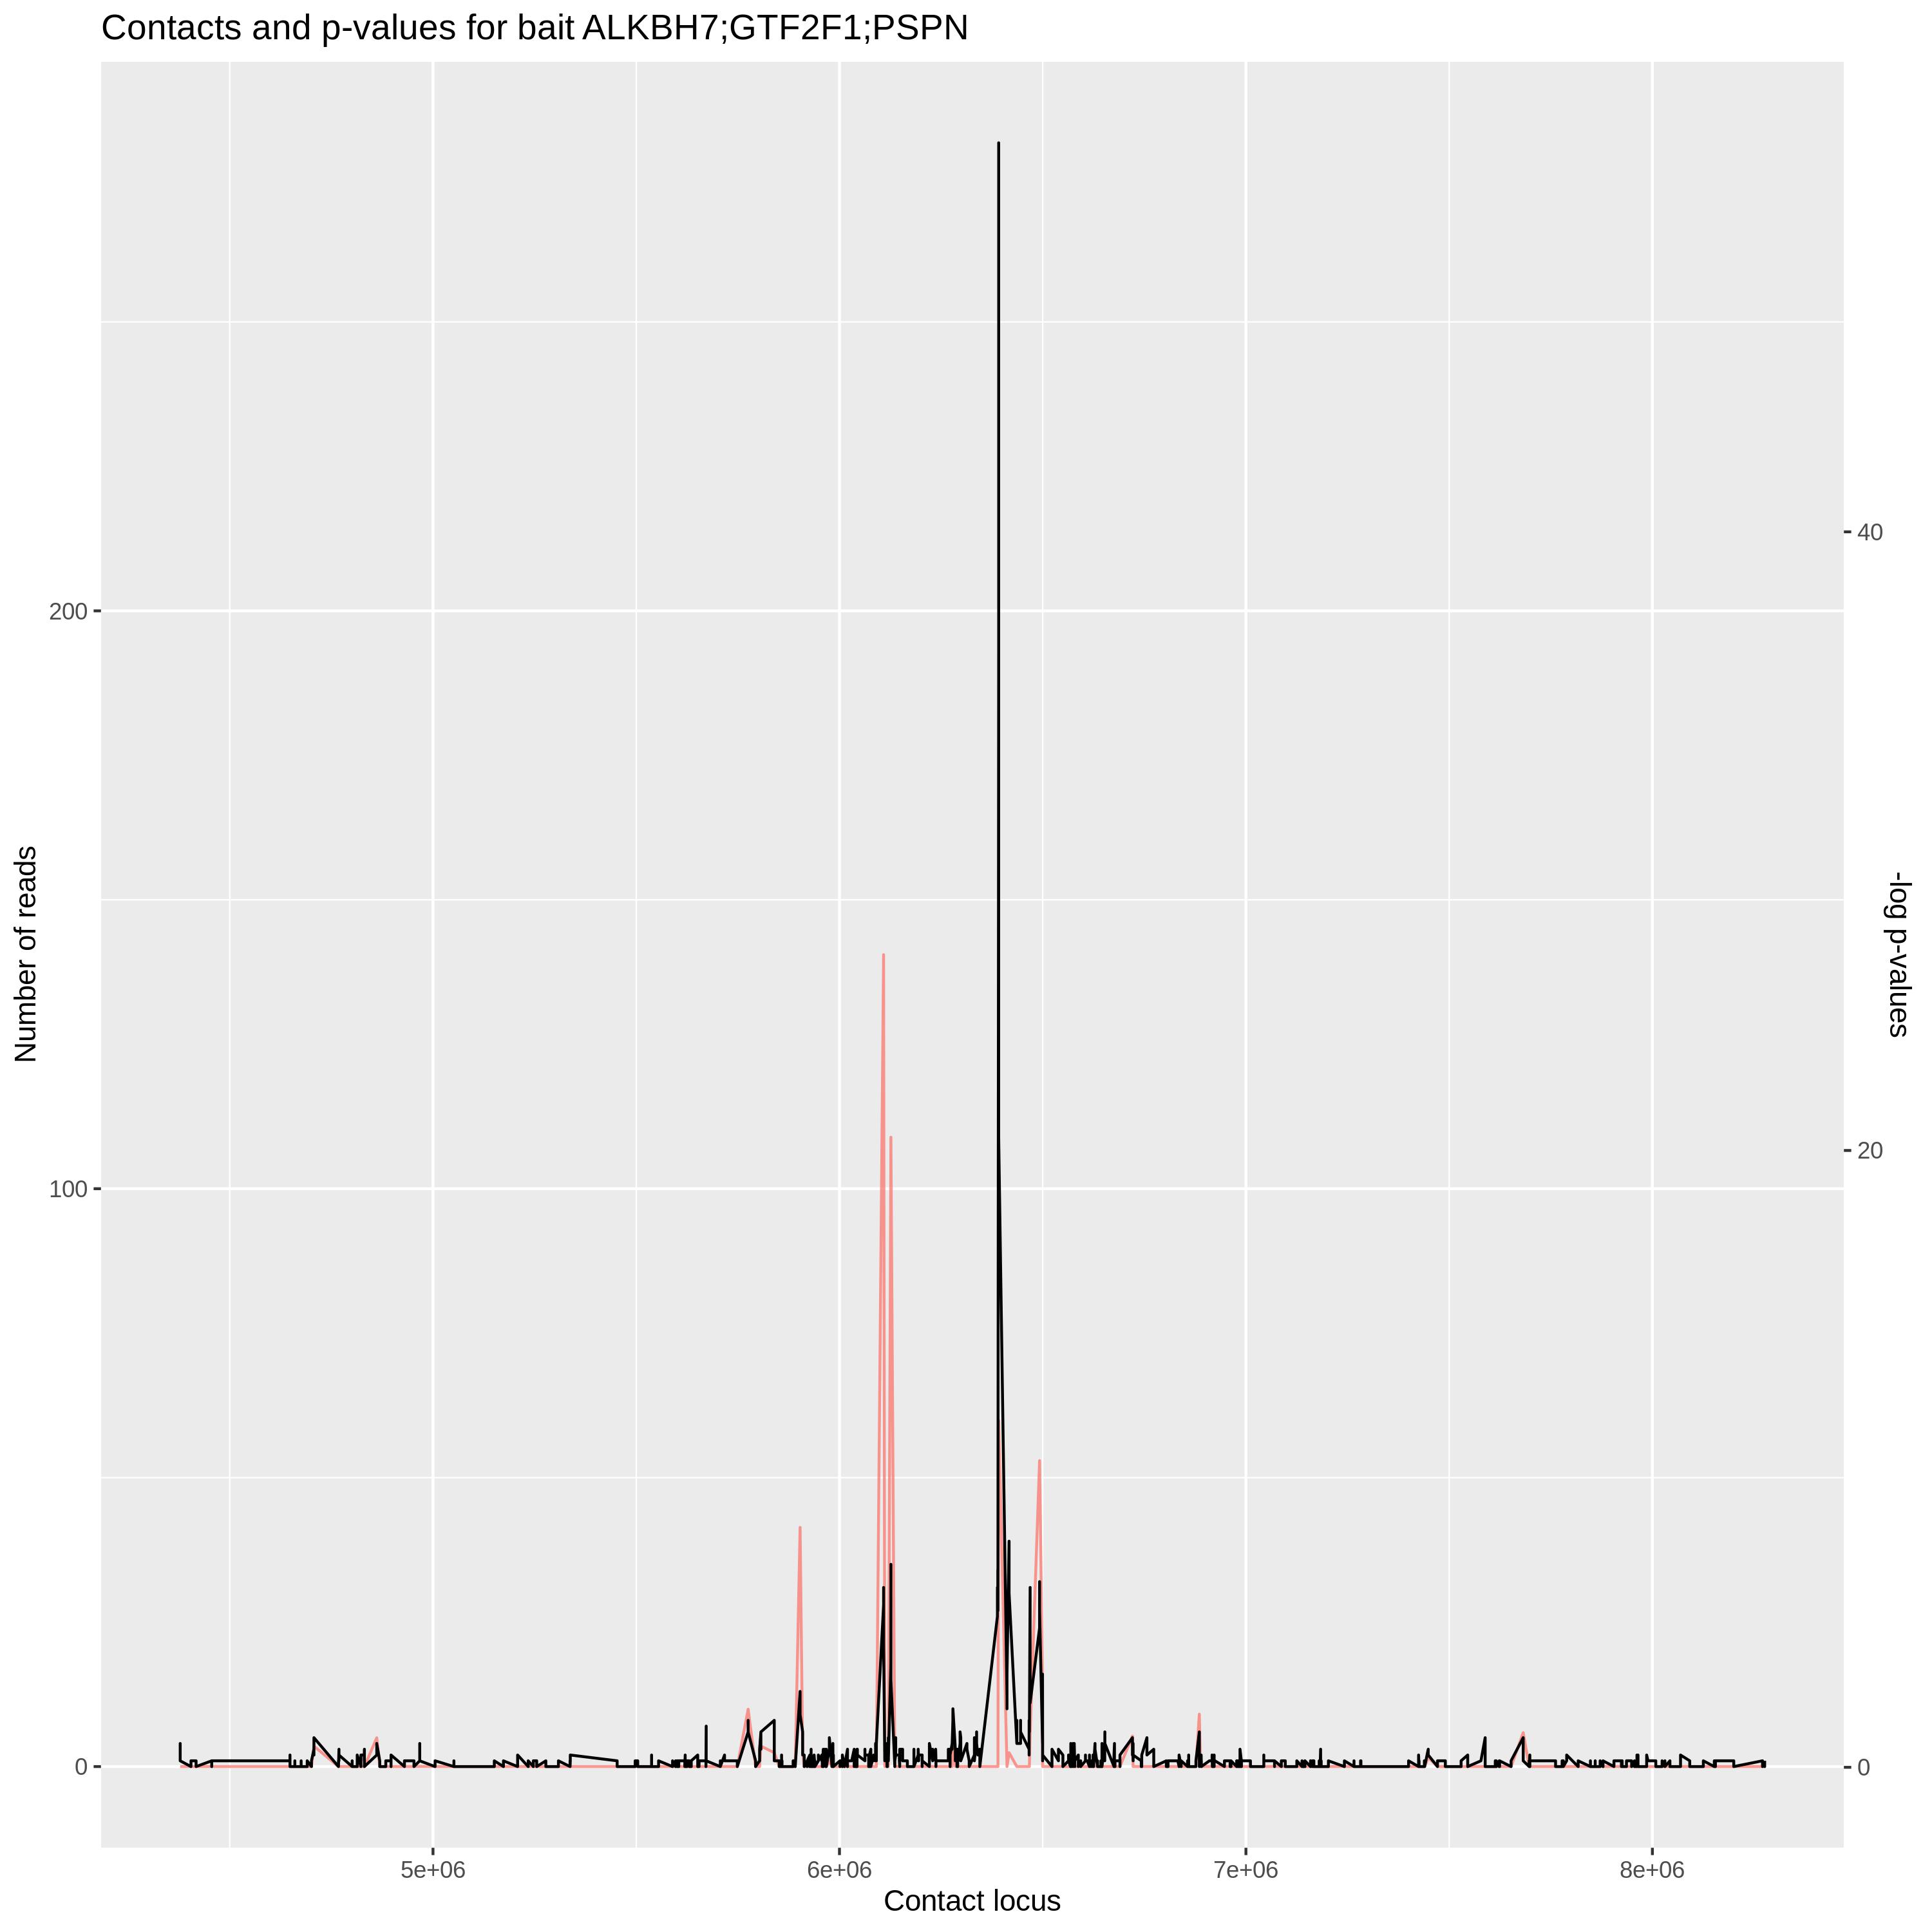 Contacts and p-values for bait ALKBH7;GTF2F1;PSPN
Number of reads
200
100
0
40
20
0
-log p-values
5e+06 6e+06 7e+06 8e+06
Contact locus